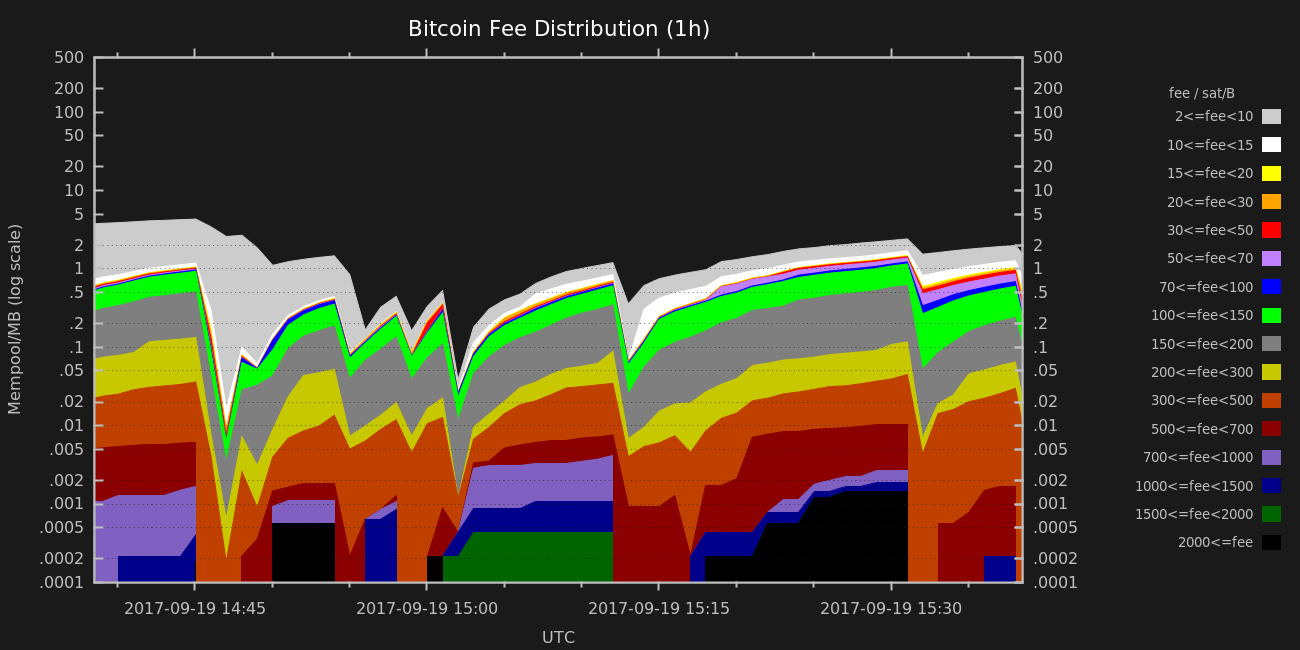 Bitcoin Fee Distribution (1h)
Mempool/MB (log scale)
500
200
100
50
20
10
5
2
1
.5
.2
.1
.05
.02
.01
.005
.002
.001
.0005
.0002
.0001
500
200
100
50
20
10
5
2
1
.5
.2
.1
.05
.02
.01
.005
.002
.001
.0005
.0002
.0001
2017-09-19 14:45
2017-09-19 15:00
2017-09-19 15:15
2017-09-19 15:30
UTC
fee / sat/B
2<=fee<10
10<=fee<15
15<=fee<20
20<=fee<30
30<=fee<50
50<=fee<70
70<=fee<100
100<=fee<150
150<=fee<200
200<=fee<300
300<=fee<500
500<=fee<700
700<=fee<1000
1000<=fee<1500
1500<=fee<2000
2000<=fee